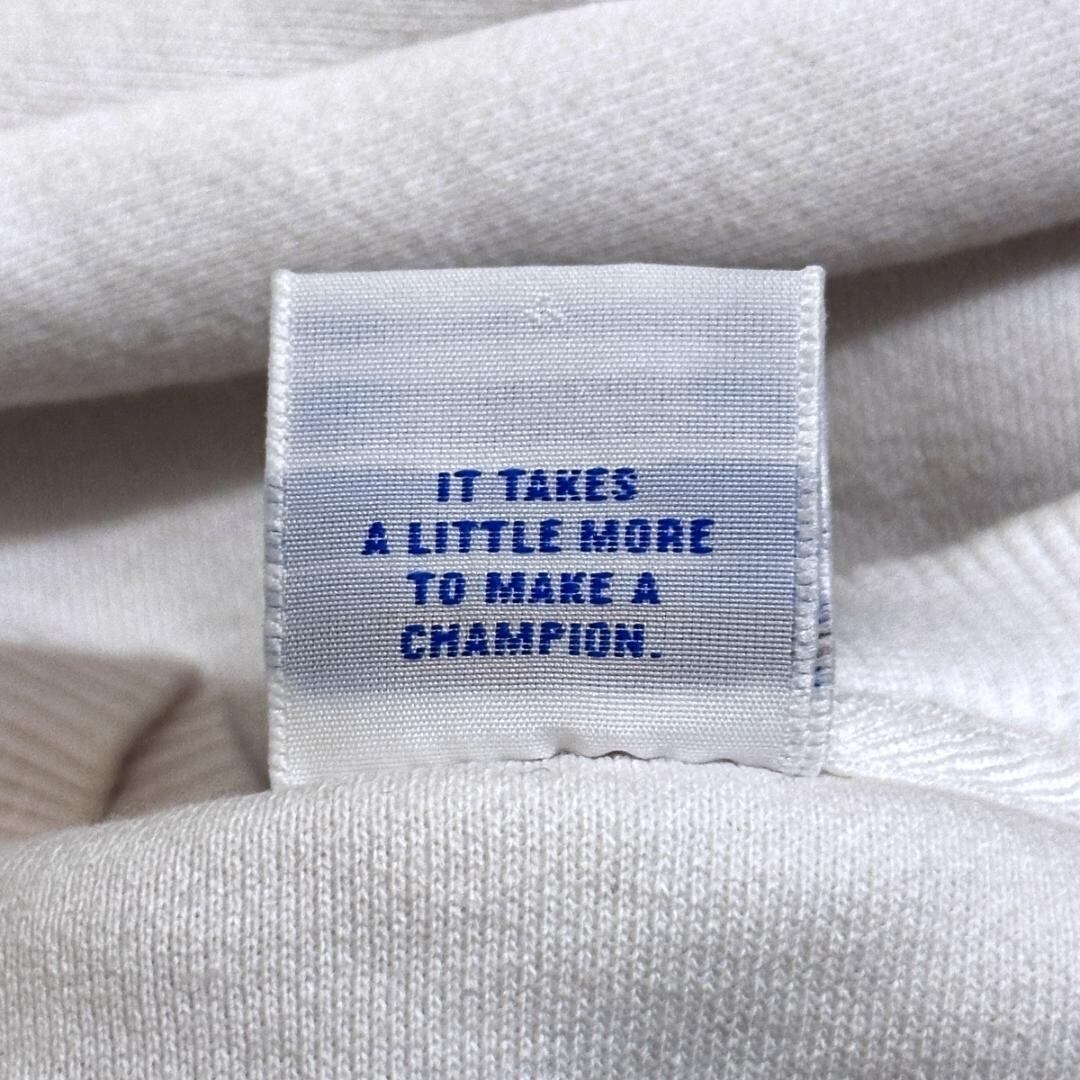 IT TAKES
A LITTLE MORE
TO MAKE A
CHAMPION.